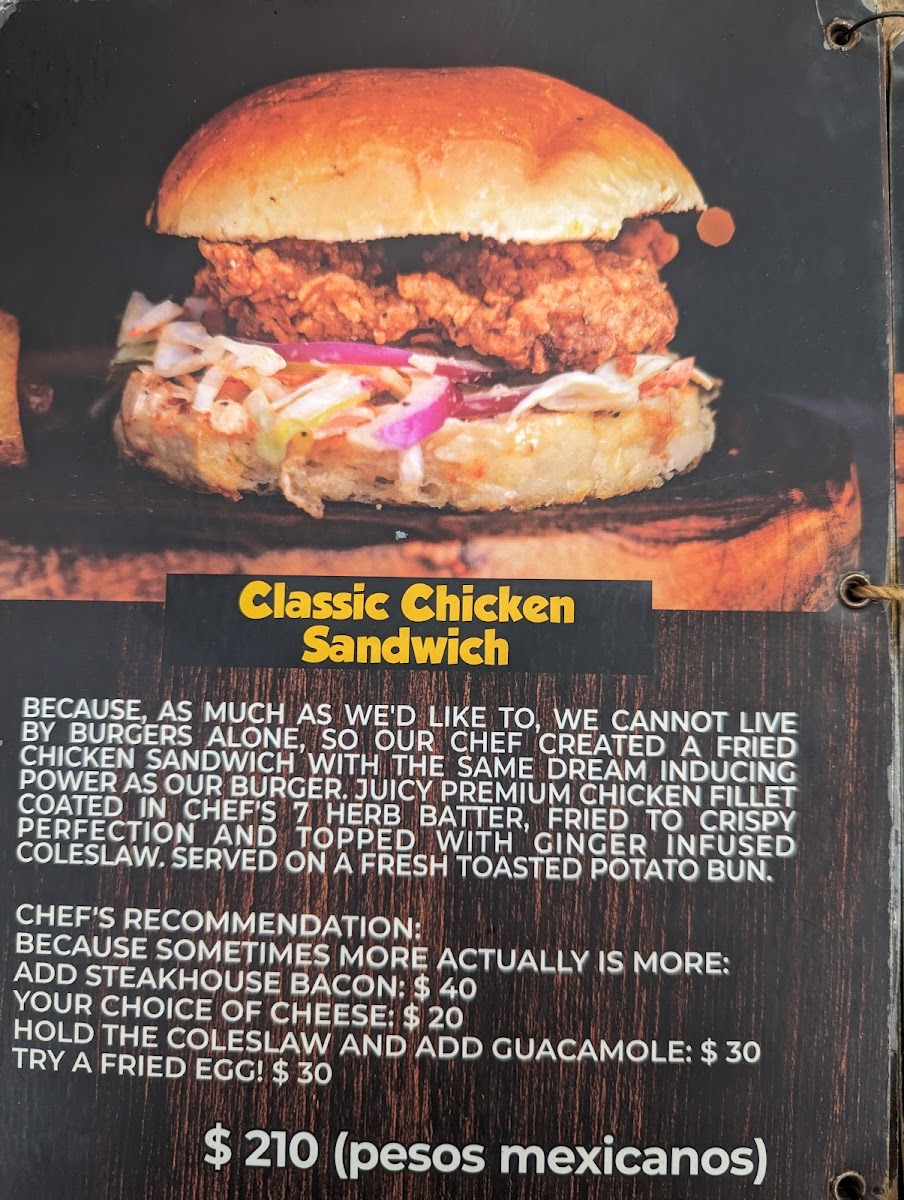 Classic Chicken
Sandwich
BECAUSE, AS MUCH AS WE'D LIKE TO, WE CANNOT LIVE
BY BURGERS ALONE, SO OUR CHEF CREATED A FRIED
CHICKEN SANDWICH WITH THE SAME DREAM INDUCING
POWER AS OUR BURGER. JUICY PREMIUM CHICKEN FILLET
COATED IN CHEF'S 7 HERB BATTER, FRIED TO CRISPY
PERFECTION AND TOPPED WITH GINGER INFUSED
COLESLAW. SERVED ON A FRESH TOASTED POTATO BUN.
CHEF'S RECOMMENDATION:
BECAUSE SOMETIMES MORE ACTUALLY IS MORE:
ADD STEAKHOUSE BACON: $ 40
YOUR CHOICE OF CHEESE: $ 20
HOLD THE COLESLAW AND ADD GUACAMOLE: $ 30
TRY A FRIED EGG! $ 30
$ 210 (pesos mexicanos)